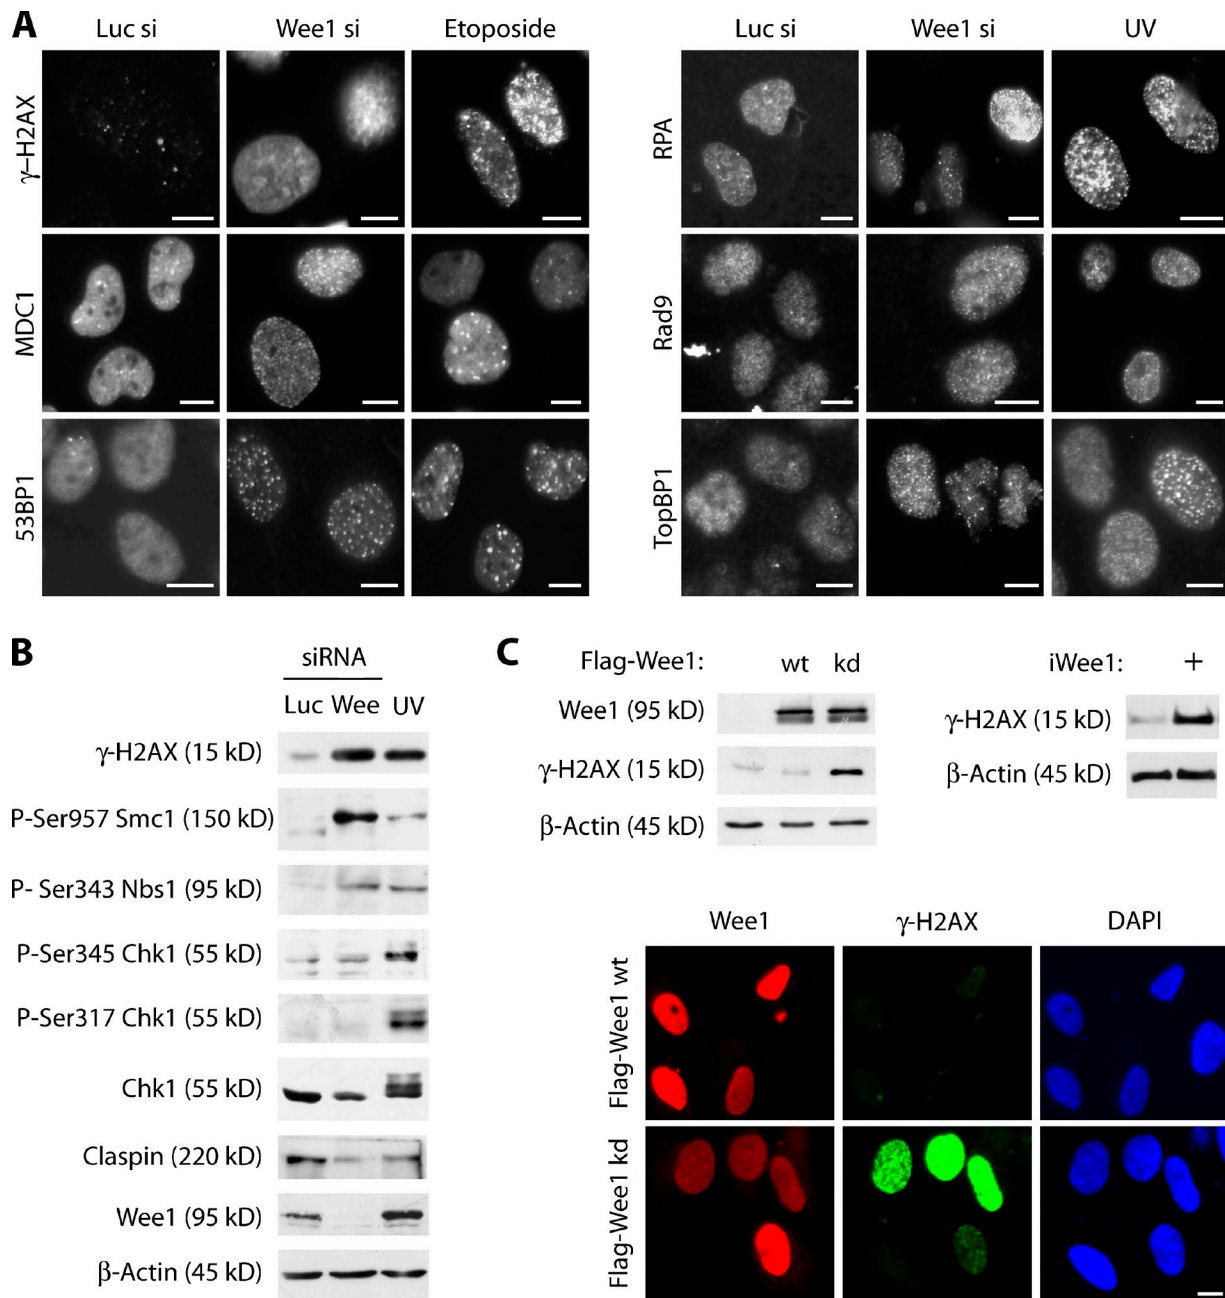 A
Luc si
Wee1 si
Etoposide
Luc si
Wee1 si
UV
γ–H2AX
MDC1
53BP1
RPA
Rad9
TopBP1
B
siRNA
Luc Wee UV
γ-H2AX (15 kD)
P-Ser957 Smc1 (150 kD)
P- Ser343 Nbs1 (95 kD)
P-Ser345 Chk1 (55 kD)
P-Ser317 Chk1 (55 kD)
Chk1 (55 kD)
Claspin (220 kD)
Wee1 (95 kD)
β-Actin (45 kD)
C
Flag-Wee1: wt kd
Wee1 (95 kD)
γ-H2AX (15 kD)
β-Actin (45 kD)
iWee1: +
γ-H2AX (15 kD)
β-Actin (45 kD)
Wee1
γ-H2AX
DAPI
Flag-Wee1 wt
Flag-Wee1 kd